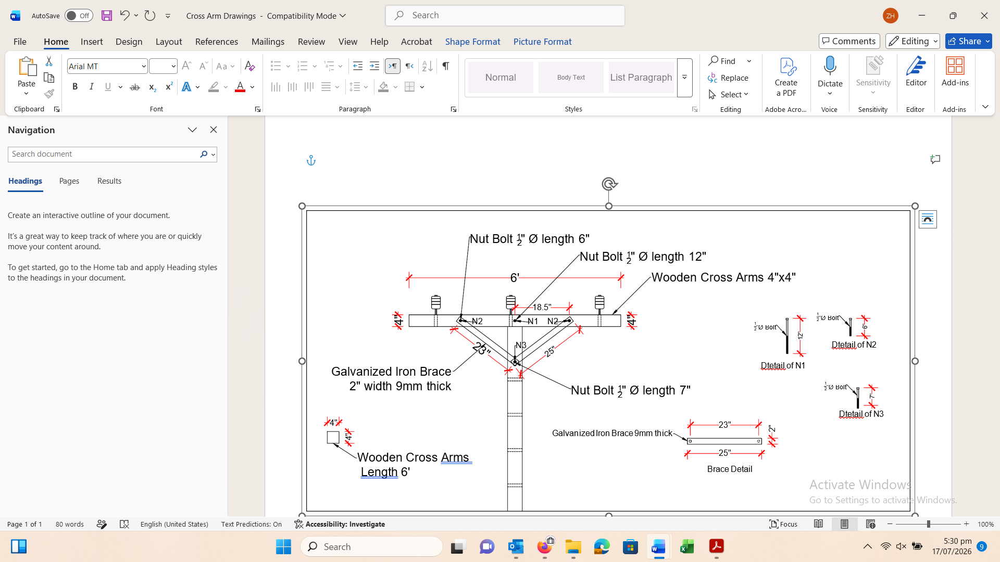 AutoSave Off Cross Arm Drawings - Compatibility Mode Search ZH
File Home Insert Design Layout References Mailings Review View Help Acrobat Shape Format Picture Format Comments Editing Share
Paste Arial MT Aa Normal Body Text List Paragraph Find Replace Select Create a PDF Dictate Sensitivity Editor Add-ins
Clipboard Font Paragraph Styles Editing Adobe Acro... Voice Sensitivity Editor Add-ins
Navigation
Search document
Headings Pages Results
Create an interactive outline of your document.
It's a great way to keep track of where you are or quickly
move your content around.
To get started, go to the Home tab and apply Heading styles
to the headings in your document.
Nut Bolt 1/2" Ø length 6"
Nut Bolt 1/2" Ø length 12"
6'
Wooden Cross Arms 4"x4"
18.5"
4" N2 N1 N2 4"
N3
23" 25"
Galvanized Iron Brace
2" width 9mm thick
Nut Bolt 1/2" Ø length 7"
1/2"Ø Bolt 12"
Dtetail of N1
1/2"Ø Bolt 6"
Dtetail of N2
1/2"Ø Bolt 7"
Dtetail of N3
4"
4"
Wooden Cross Arms
Length 6'
23" 2"
Galvanized Iron Brace 9mm thick
25"
Brace Detail
Activate Windows
Go to Settings to activate Windows.
Page 1 of 1 80 words English (United States) Text Predictions: On Accessibility: Investigate Focus 100%
Search 5:30 pm
17/07/2026 9